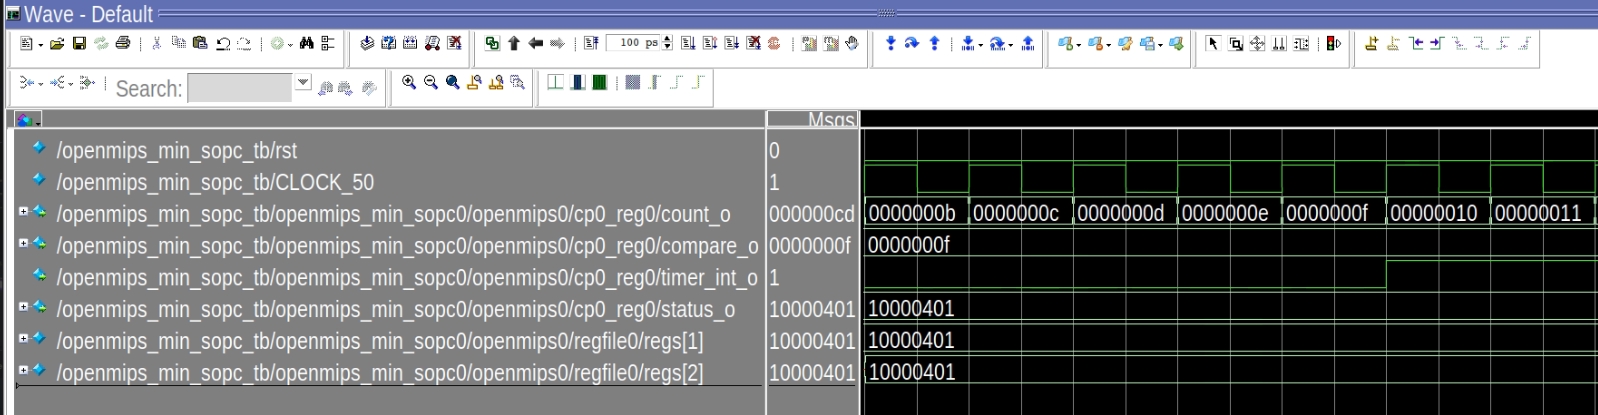 Wave - Default
100 ps
Search:
Msgs
/openmips_min_sopc_tb/rst 0
/openmips_min_sopc_tb/CLOCK_50 1
/openmips_min_sopc_tb/openmips_min_sopc0/openmips0/cp0_reg0/count_o 000000cd 0000000b 0000000c 0000000d 0000000e 0000000f 00000010 00000011
/openmips_min_sopc_tb/openmips_min_sopc0/openmips0/cp0_reg0/compare_o 0000000f 0000000f
/openmips_min_sopc_tb/openmips_min_sopc0/openmips0/cp0_reg0/timer_int_o 1
/openmips_min_sopc_tb/openmips_min_sopc0/openmips0/cp0_reg0/status_o 10000401 10000401
/openmips_min_sopc_tb/openmips_min_sopc0/openmips0/regfile0/regs[1] 10000401 10000401
/openmips_min_sopc_tb/openmips_min_sopc0/openmips0/regfile0/regs[2] 10000401 10000401